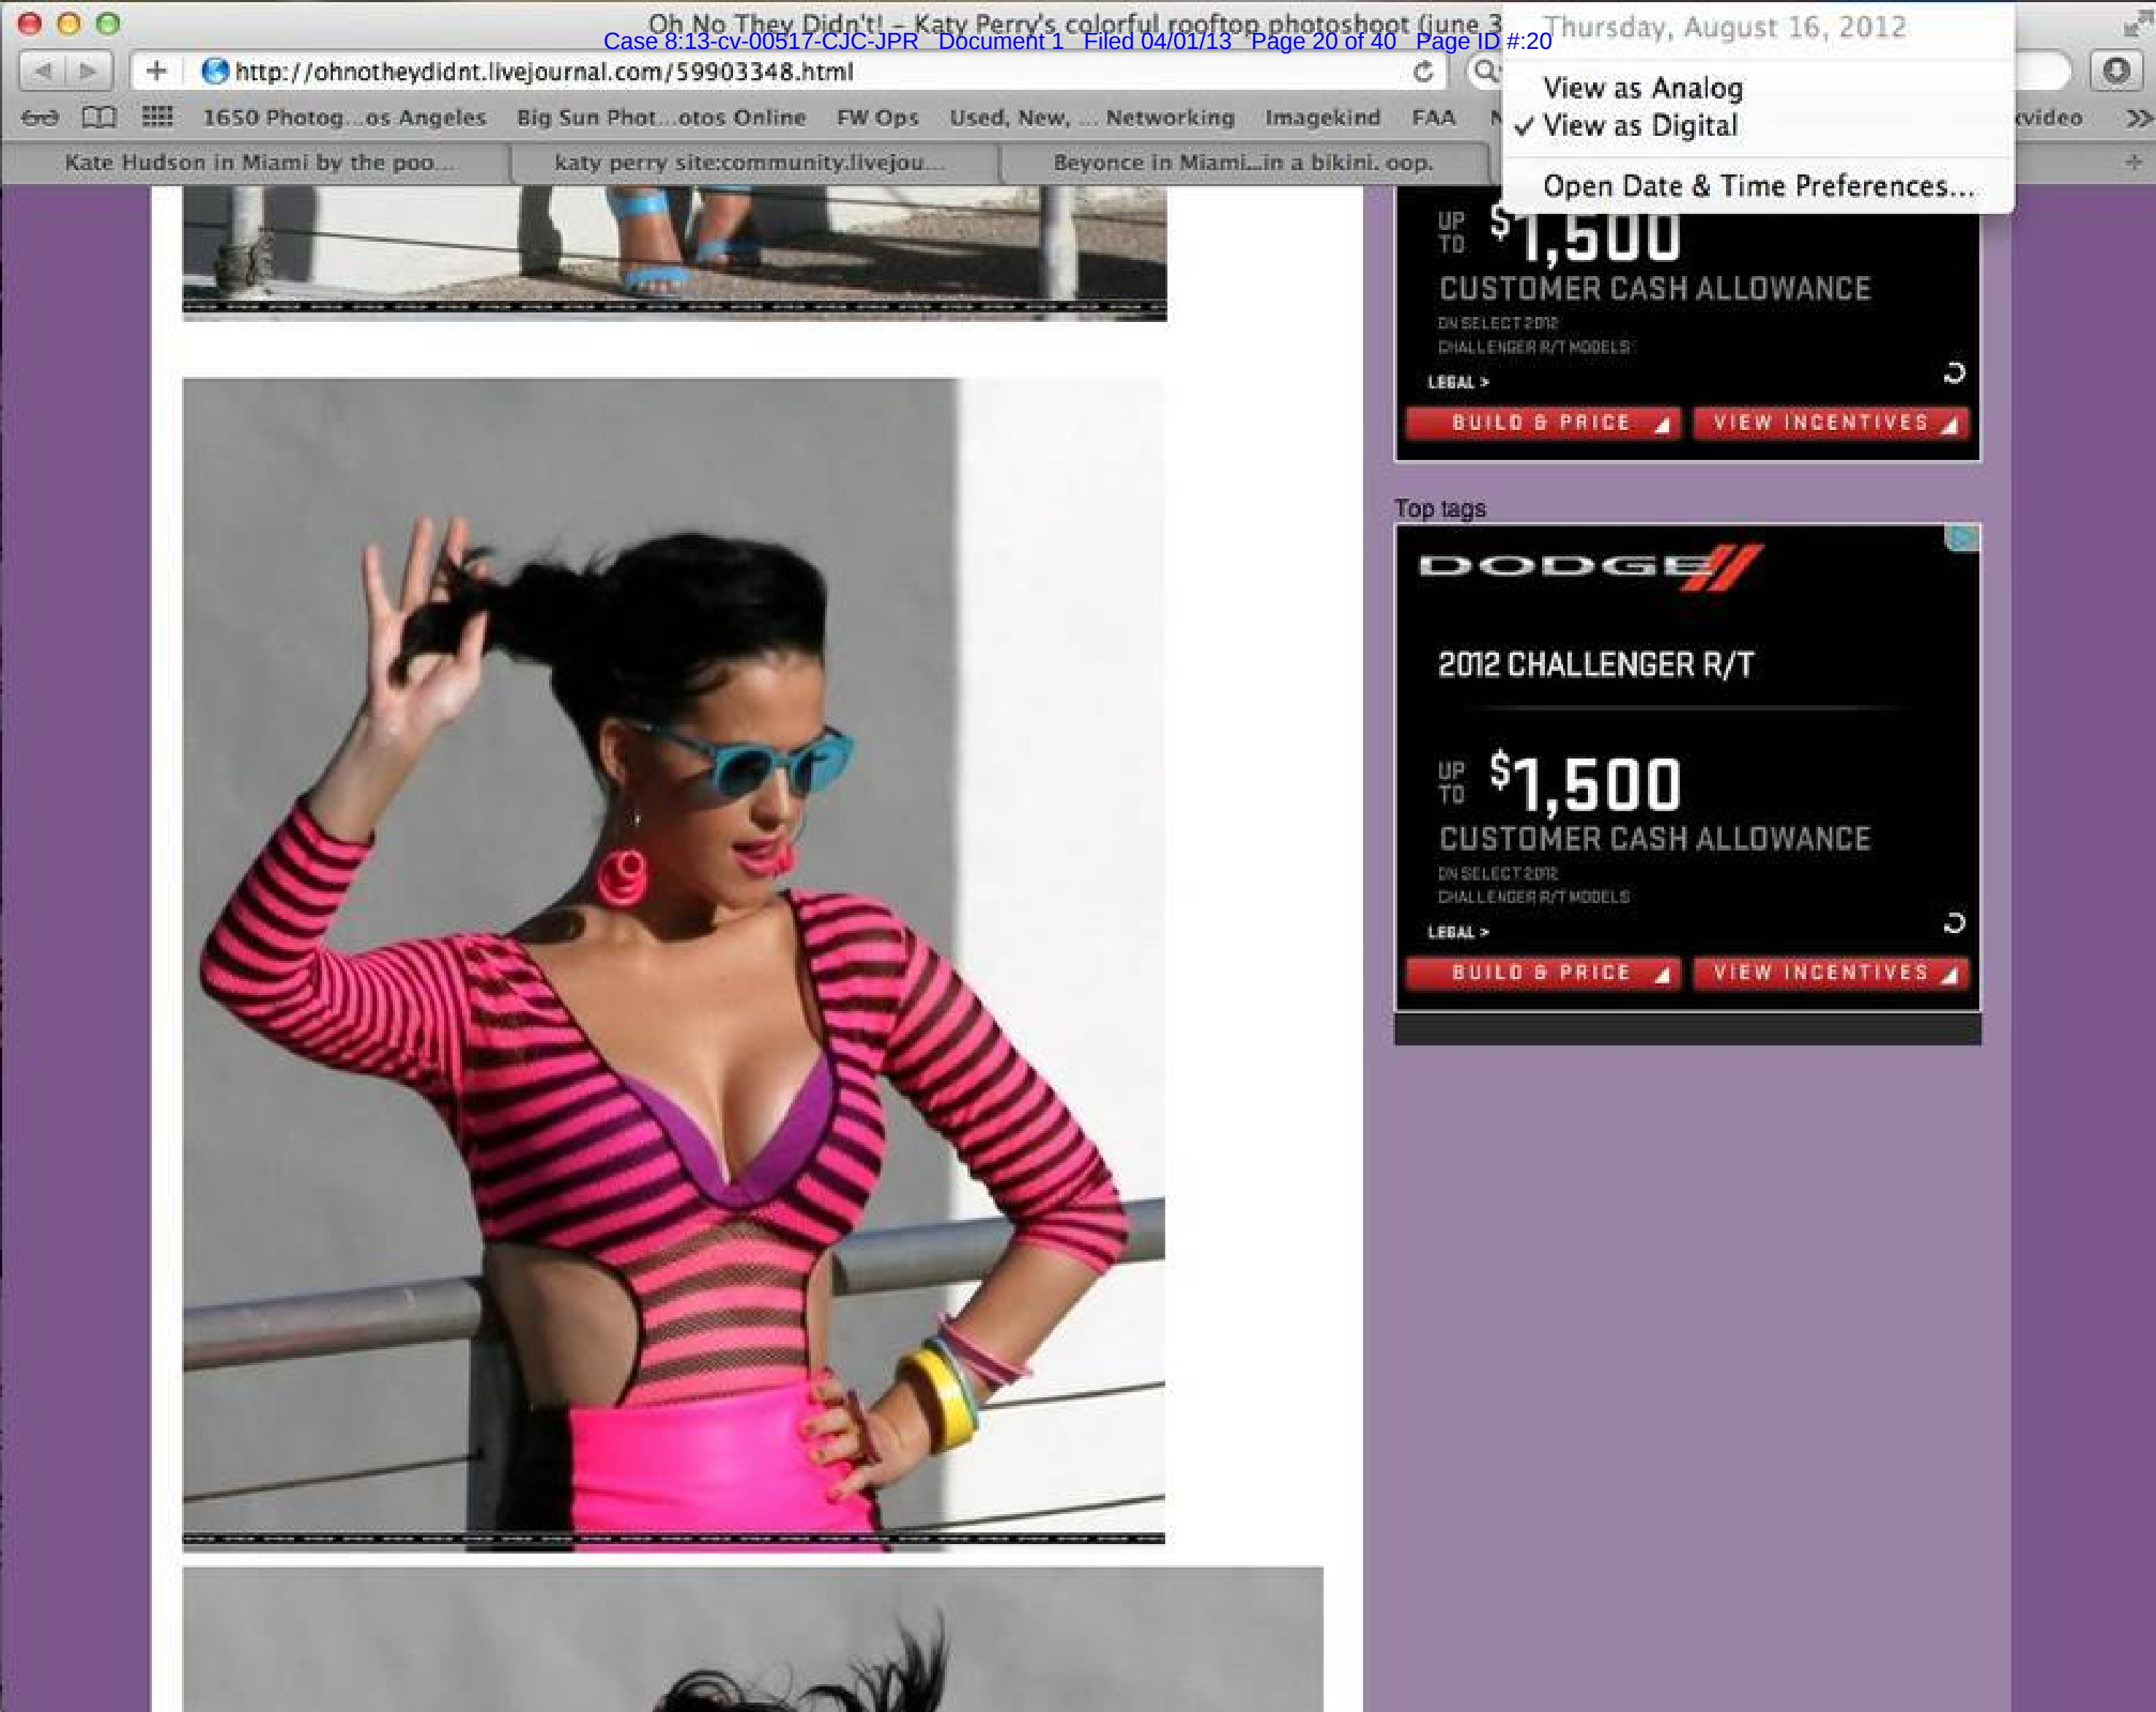 Oh No They Didn't! – Katy Perry's colorful rooftop photoshoot (june 3
Thursday, August 16, 2012
Case 8:13-cv-00517-CJC-JPR Document 1 Filed 04/01/13 Page 20 of 40 Page ID #:20
http://ohnotheydidnt.livejournal.com/59903348.html
View as Analog
1650 Photog...os Angeles Big Sun Phot...otos Online FW Ops Used, New, ... Networking Imagekind FAA
✓ View as Digital
Kate Hudson in Miami by the poo... katy perry site:community.livejou... Beyonce in Miami...in a bikini. oop.
Open Date & Time Preferences...
UP TO $1,500
CUSTOMER CASH ALLOWANCE
ON SELECT 2012
CHALLENGER R/T MODELS
LEGAL >
BUILD & PRICE VIEW INCENTIVES
Top tags
DODGE
2012 CHALLENGER R/T
UP TO $1,500
CUSTOMER CASH ALLOWANCE
ON SELECT 2012
CHALLENGER R/T MODELS
LEGAL >
BUILD & PRICE VIEW INCENTIVES